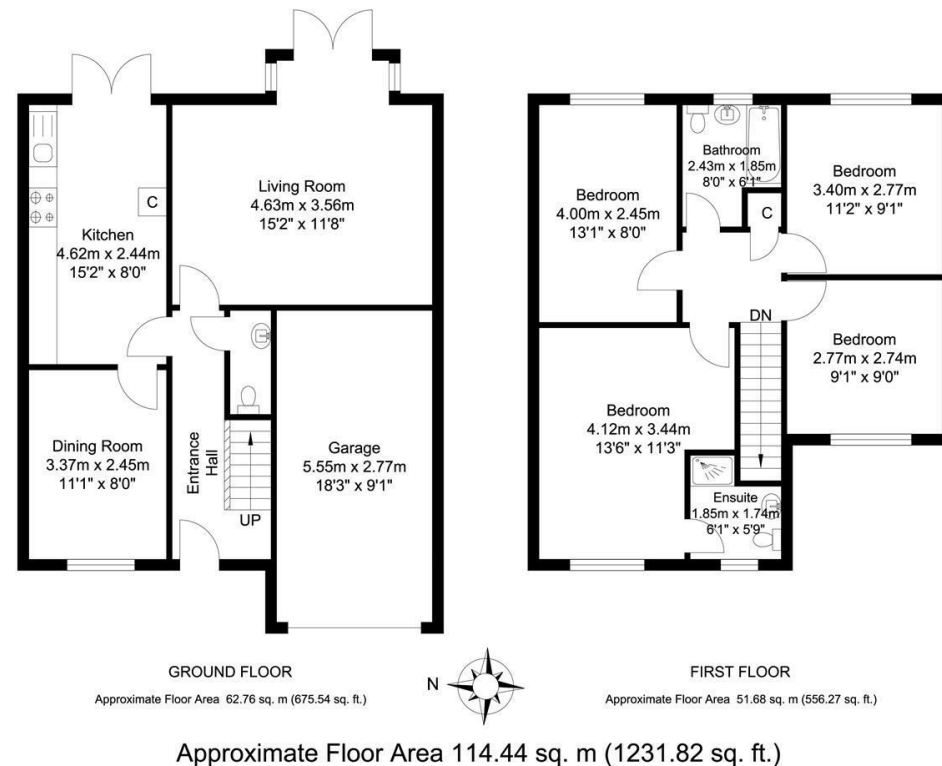 Kitchen
4.62m x 2.44m
15'2" x 8'0"
C
Living Room
4.63m x 3.56m
15'2" x 11'8"
Dining Room
3.37m x 2.45m
11'1" x 8'0"
Entrance
Hall
UP
Garage
5.55m x 2.77m
18'3" x 9'1"
Bedroom
4.00m x 2.45m
13'1" x 8'0"
Bathroom
2.43m x 1.85m
8'0" x 6'1"
C
Bedroom
3.40m x 2.77m
11'2" x 9'1"
DN
Bedroom
2.77m x 2.74m
9'1" x 9'0"
Bedroom
4.12m x 3.44m
13'6" x 11'3"
Ensuite
1.85m x 1.74m
6'1" x 5'9"
GROUND FLOOR
Approximate Floor Area 62.76 sq. m (675.54 sq. ft.)
N
FIRST FLOOR
Approximate Floor Area 51.68 sq. m (556.27 sq. ft.)
Approximate Floor Area 114.44 sq. m (1231.82 sq. ft.)